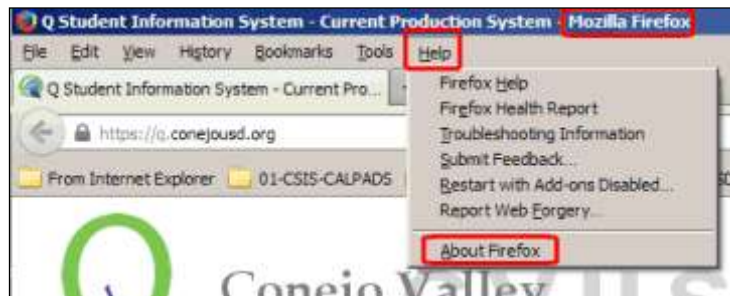 Q Student Information System - Current Production System - Mozilla Firefox
File Edit View History Bookmarks Tools Help
Q Student Information System - Current Pro...
https://q.conejousd.org
From Internet Explorer 01-CSIS-CALPADS
Firefox Help
Firefox Health Report
Troubleshooting Information
Submit Feedback...
Restart with Add-ons Disabled...
Report Web Forgery...
About Firefox
Conejo Valley